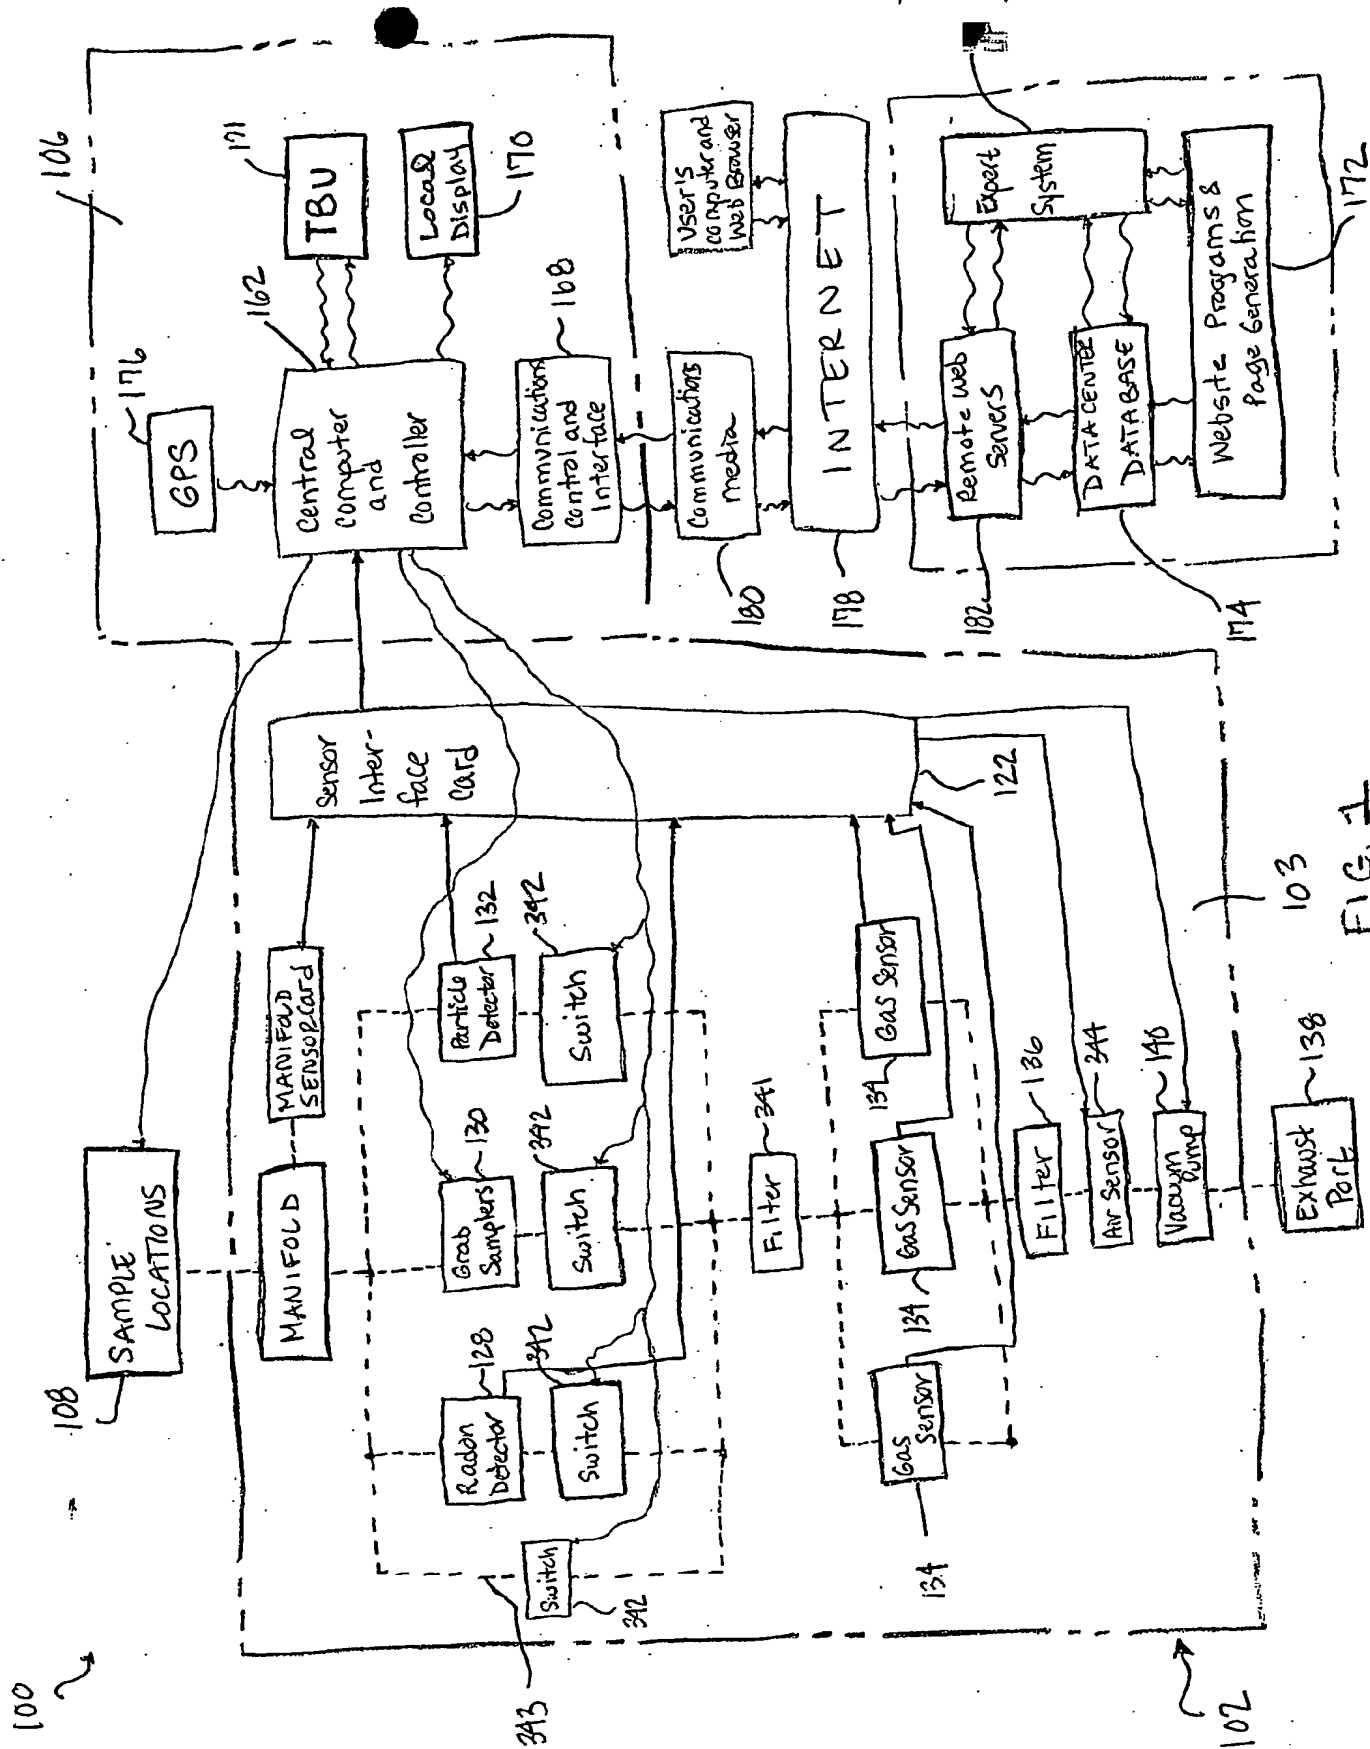 100
108
SAMPLE
LOCATIONS
106
176
GPS
162
171
TBU
Central
Computer
and
Controller
Local
Display
170
168
Communications
Control and
Interface
MANIFOLD
MANIFOLD
SENSOR Card
Sensor
Inter-
face
Card
122
Radon
Detector
128
Grab
Samplers
130
Particle
Detector
132
Switch
342
Switch
342
Switch
342
Switch
342
343
Filter
341
Gas
Sensor
134
Gas Sensor
134
Gas Sensor
134
Filter
136
Air Sensor
344
Vacuum
Pump
140
Exhaust
Port
138
103
102
Communications
media
180
User's
computer and
Web Browser
INTERNET
178
Remote Web
Servers
182
Expert
System
DATA CENTER
DATABASE
174
Website Programs &
Page Generation
172
FIG. 1